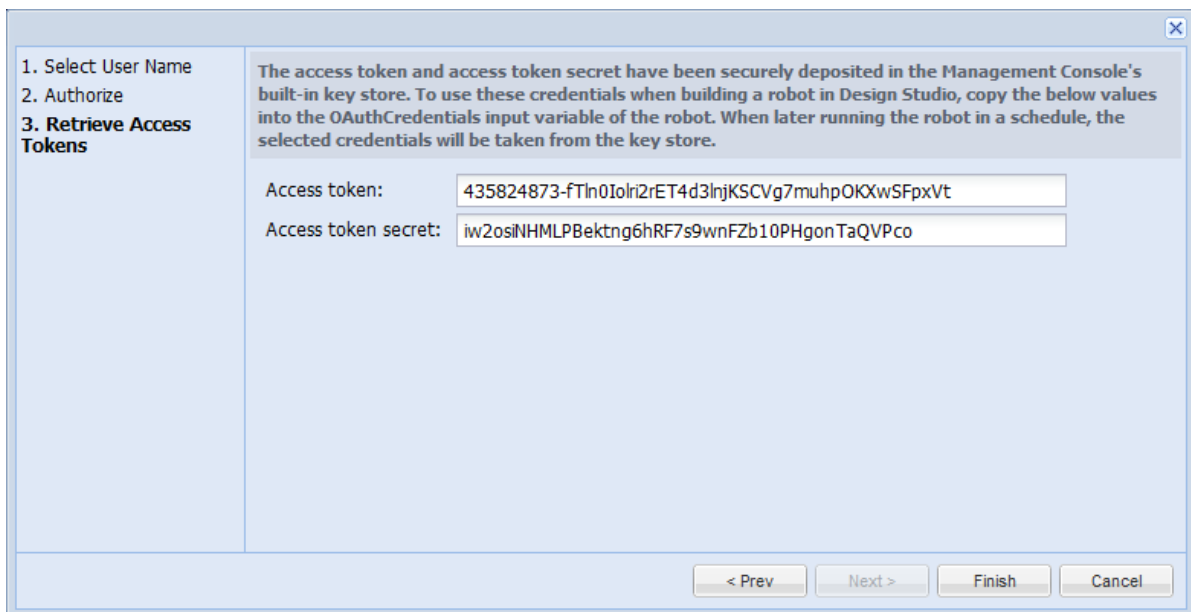 1. Select User Name
2. Authorize
3. Retrieve Access
Tokens
The access token and access token secret have been securely deposited in the Management Console's
built-in key store. To use these credentials when building a robot in Design Studio, copy the below values
into the OAuthCredentials input variable of the robot. When later running the robot in a schedule, the
selected credentials will be taken from the key store.
Access token: 435824873-fTln0Iolri2rET4d3lnjKSCVg7muhpOKXwSFpxVt
Access token secret: iw2osiNHMLPBektng6hRF7s9wnFZb10PHgonTaQVPco
< Prev Next > Finish Cancel